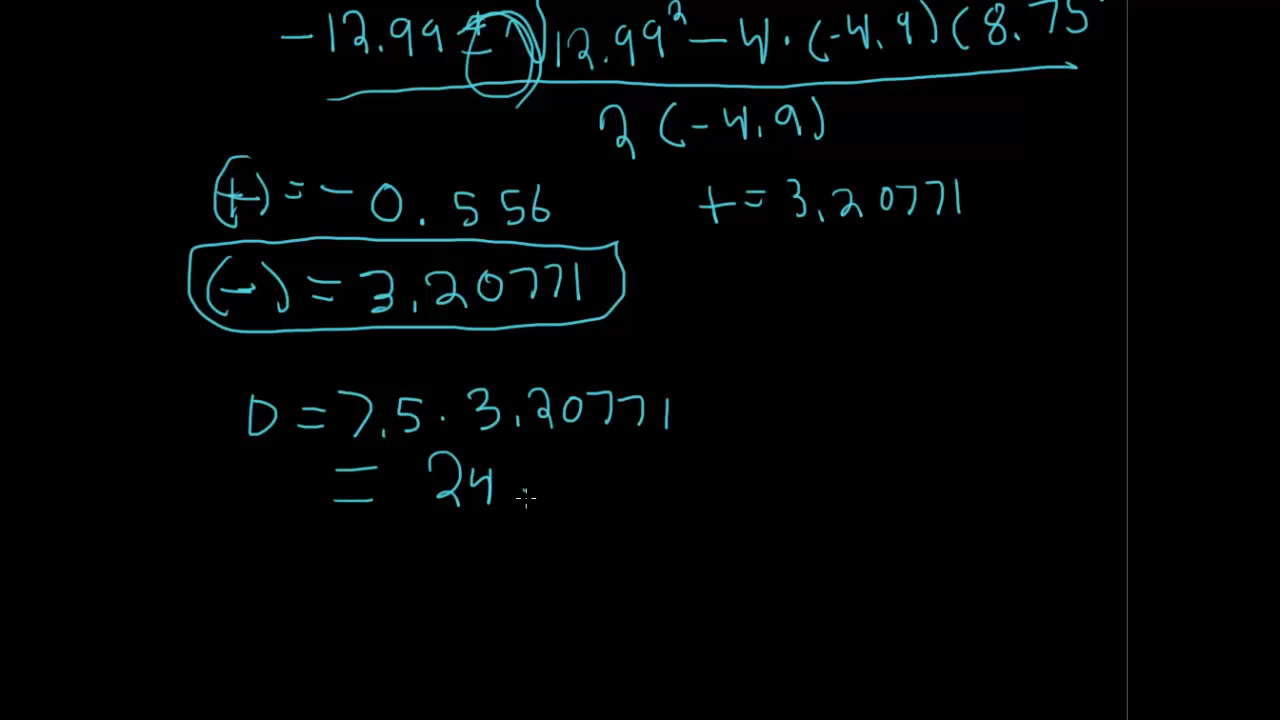 -12.99 ± √12.99² - 4 · (-4.9) (8.75
2 (-4.9)
(+) = - 0.556
t = 3.20771
(-) = 3.20771
D = 7.5 · 3.20771
= 24